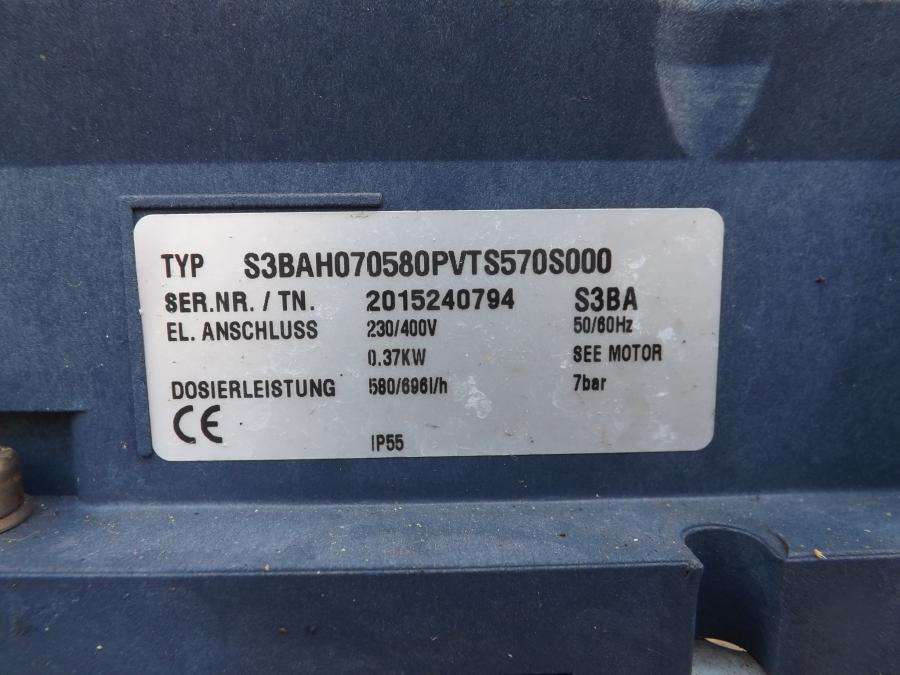 TYP S3BAH070580PVTS570S000
SER.NR. / TN. 2015240794 S3BA
EL. ANSCHLUSS 230/400V 50/60Hz
0.37KW SEE MOTOR
DOSIERLEISTUNG 580/696l/h 7bar
CE
IP55